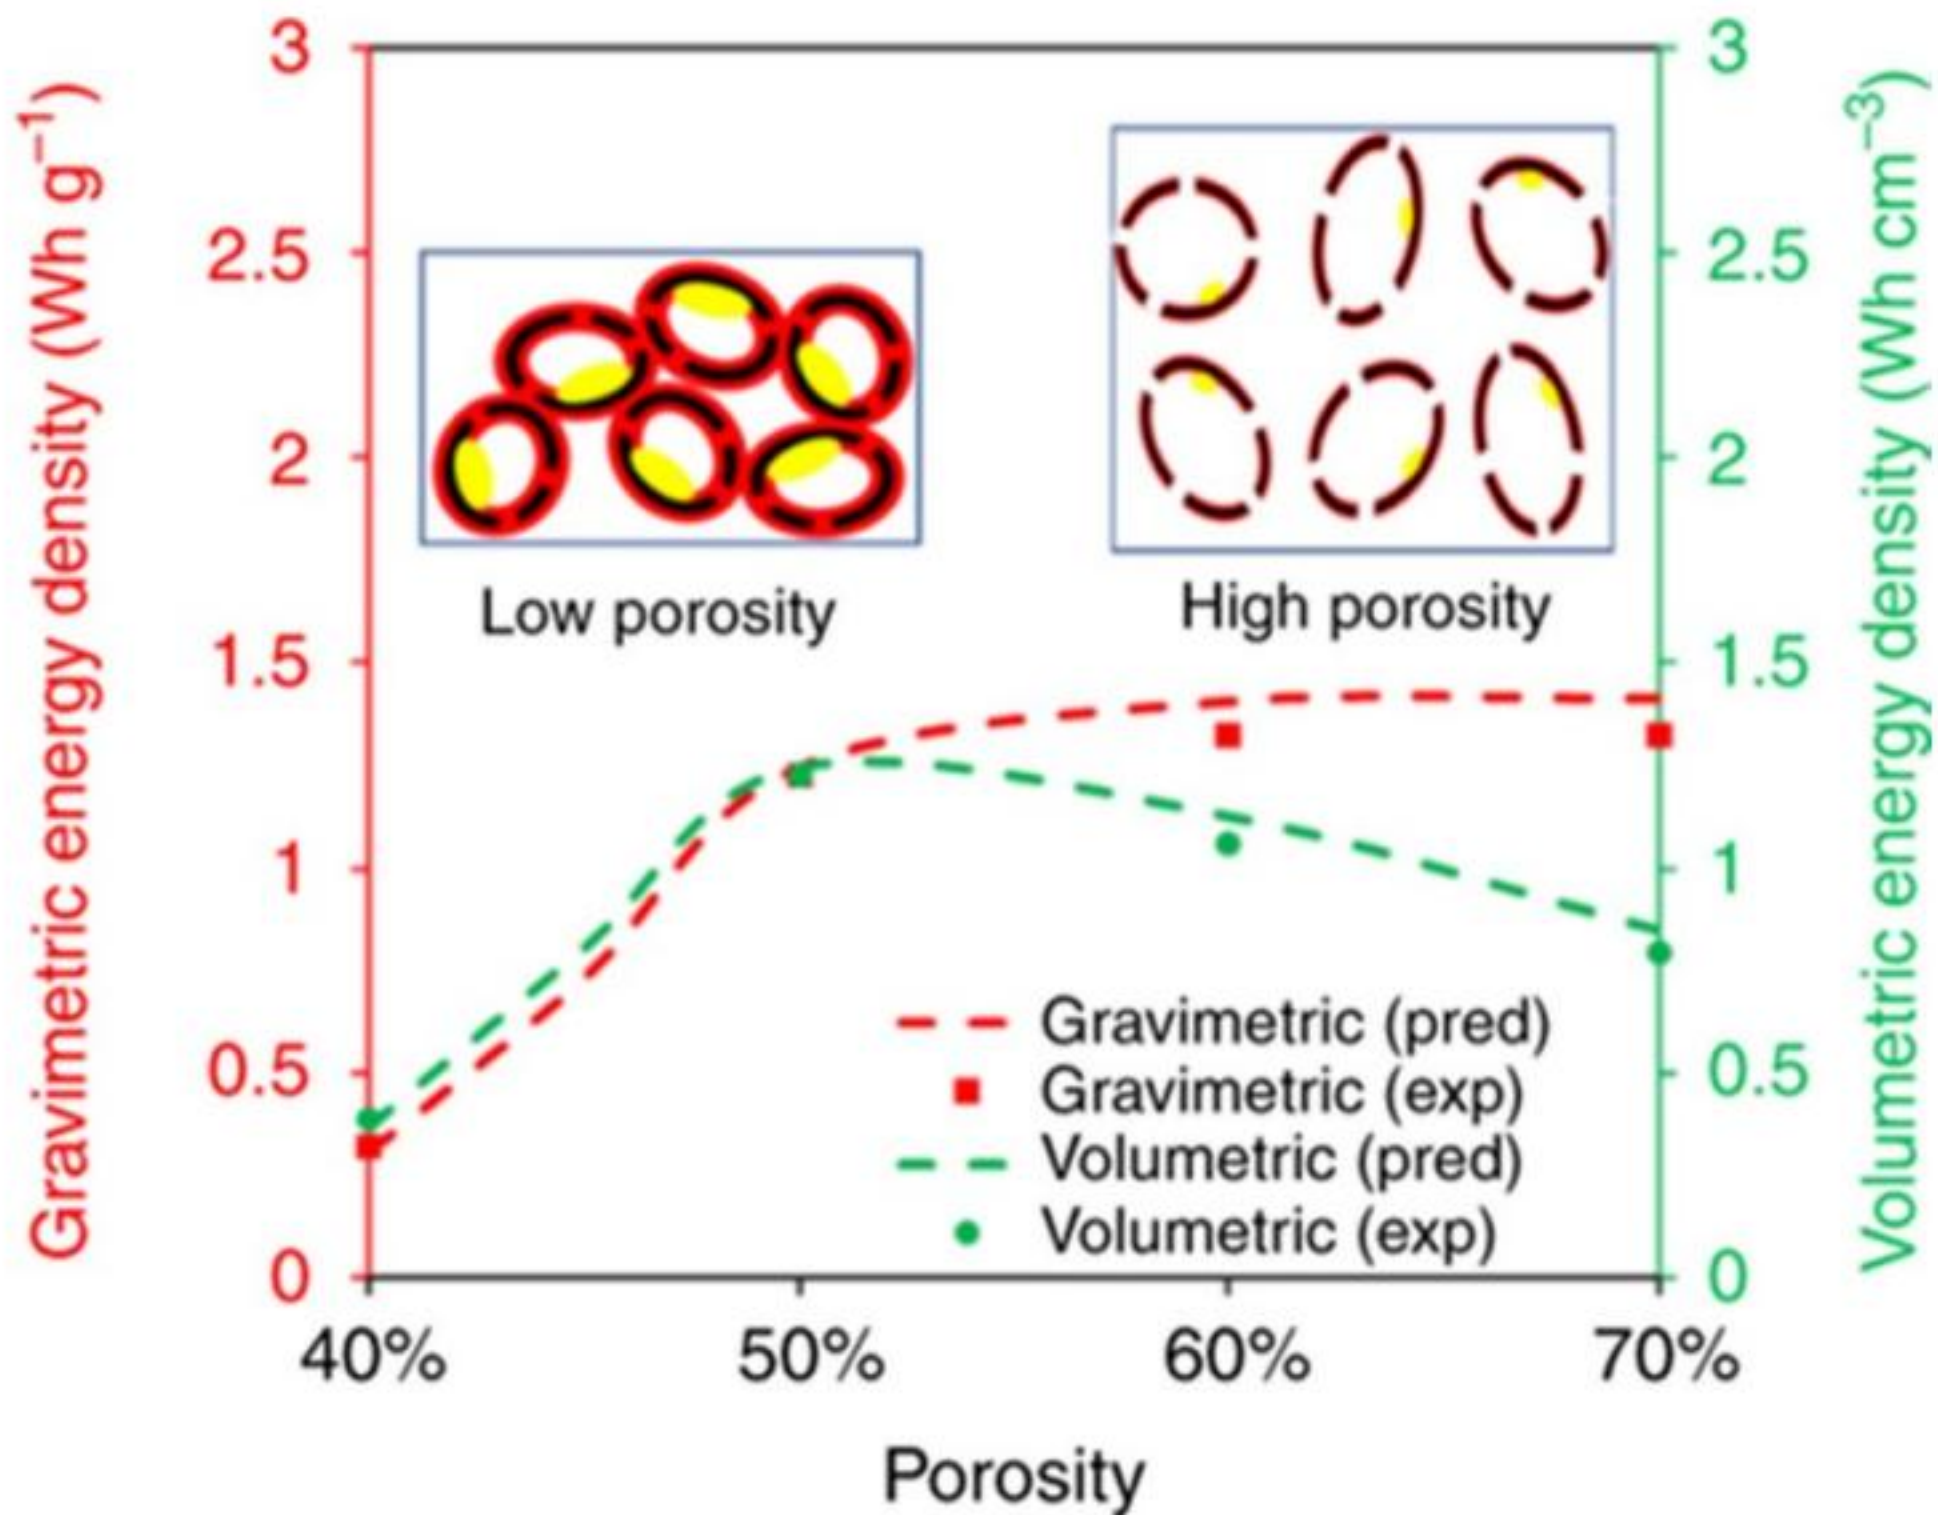 Gravimetric energy density (Wh g⁻¹)
3
2.5
2
1.5
1
0.5
0
Low porosity
High porosity
Gravimetric (pred)
Gravimetric (exp)
Volumetric (pred)
Volumetric (exp)
40%
50%
60%
70%
Porosity
3
2.5
2
1.5
1
0.5
0
Volumetric energy density (Wh cm⁻³)